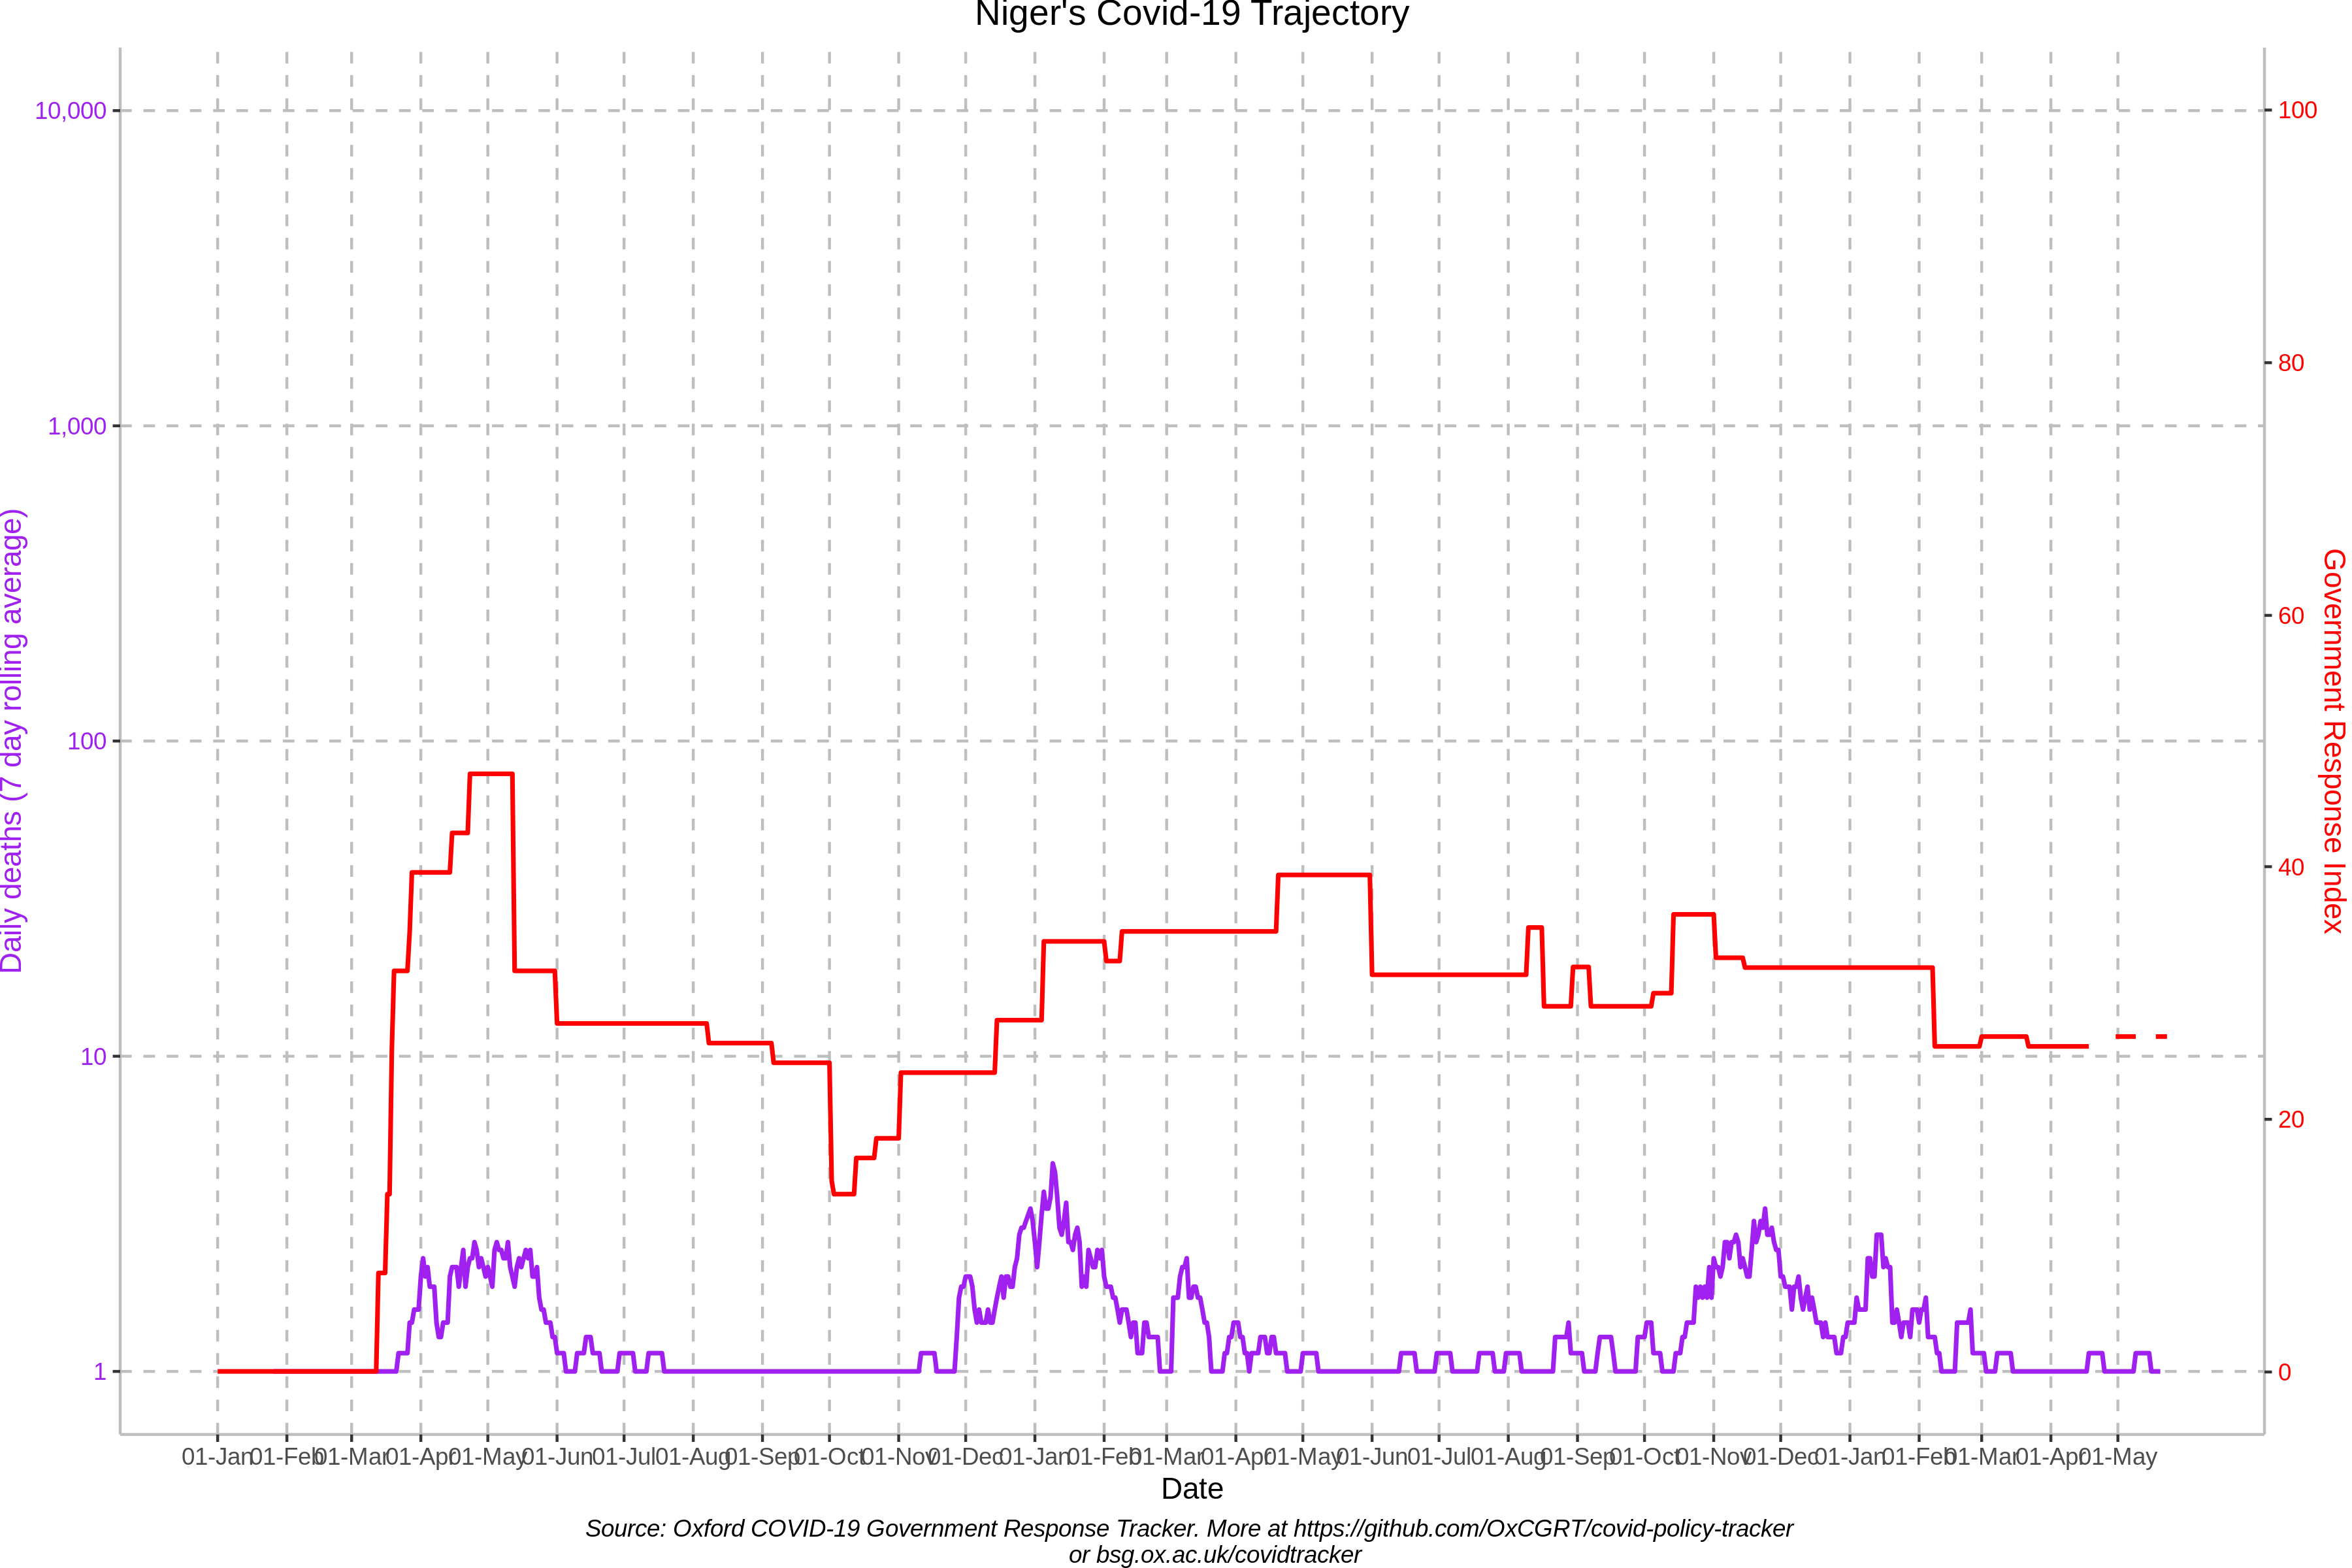 Niger's Covid-19 Trajectory
10,000
1,000
100
10
1
Daily deaths (7 day rolling average)
100
80
60
40
20
0
Government Response Index
01-Jan 01-Feb 01-Mar 01-Apr 01-May 01-Jun 01-Jul 01-Aug 01-Sep 01-Oct 01-Nov 01-Dec 01-Jan 01-Feb 01-Mar 01-Apr 01-May 01-Jun 01-Jul 01-Aug 01-Sep 01-Oct 01-Nov 01-Dec 01-Jan 01-Feb 01-Mar 01-Apr 01-May
Date
Source: Oxford COVID-19 Government Response Tracker. More at https://github.com/OxCGRT/covid-policy-tracker
or bsg.ox.ac.uk/covidtracker